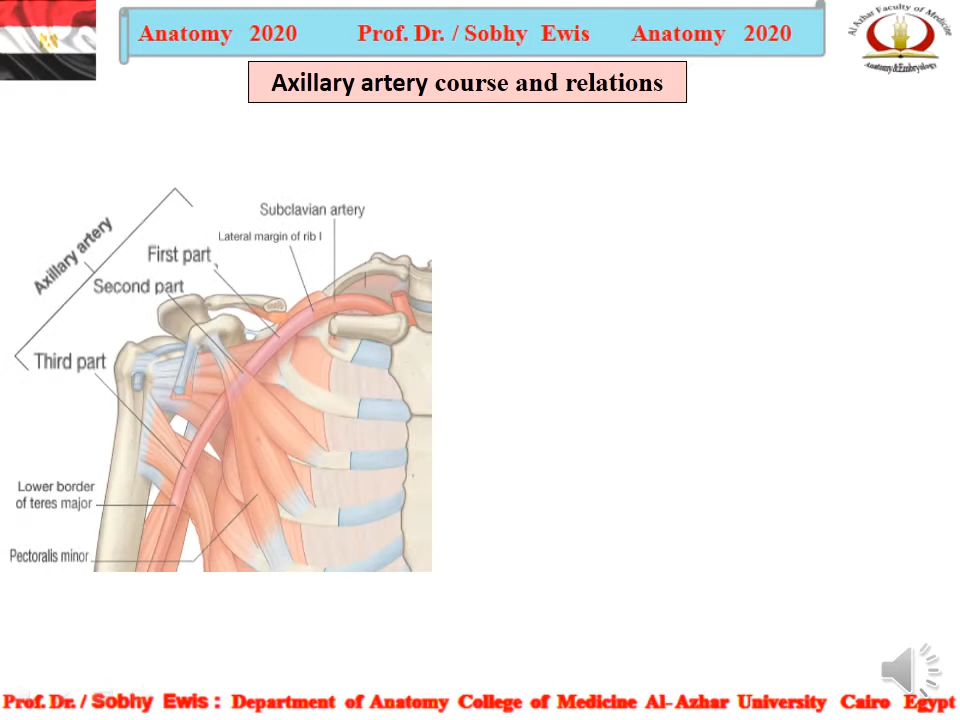 Anatomy 2020 Prof. Dr. / Sobhy Ewis Anatomy 2020
Al Azhar Faculty of Medicine
Anatomy & Embryology
Axillary artery course and relations
Subclavian artery
Lateral margin of rib I
Axillary artery
First part
Second part
Third part
Lower border
of teres major
Pectoralis minor
Prof. Dr. / Sobhy Ewis : Department of Anatomy College of Medicine Al- Azhar University Cairo Egypt